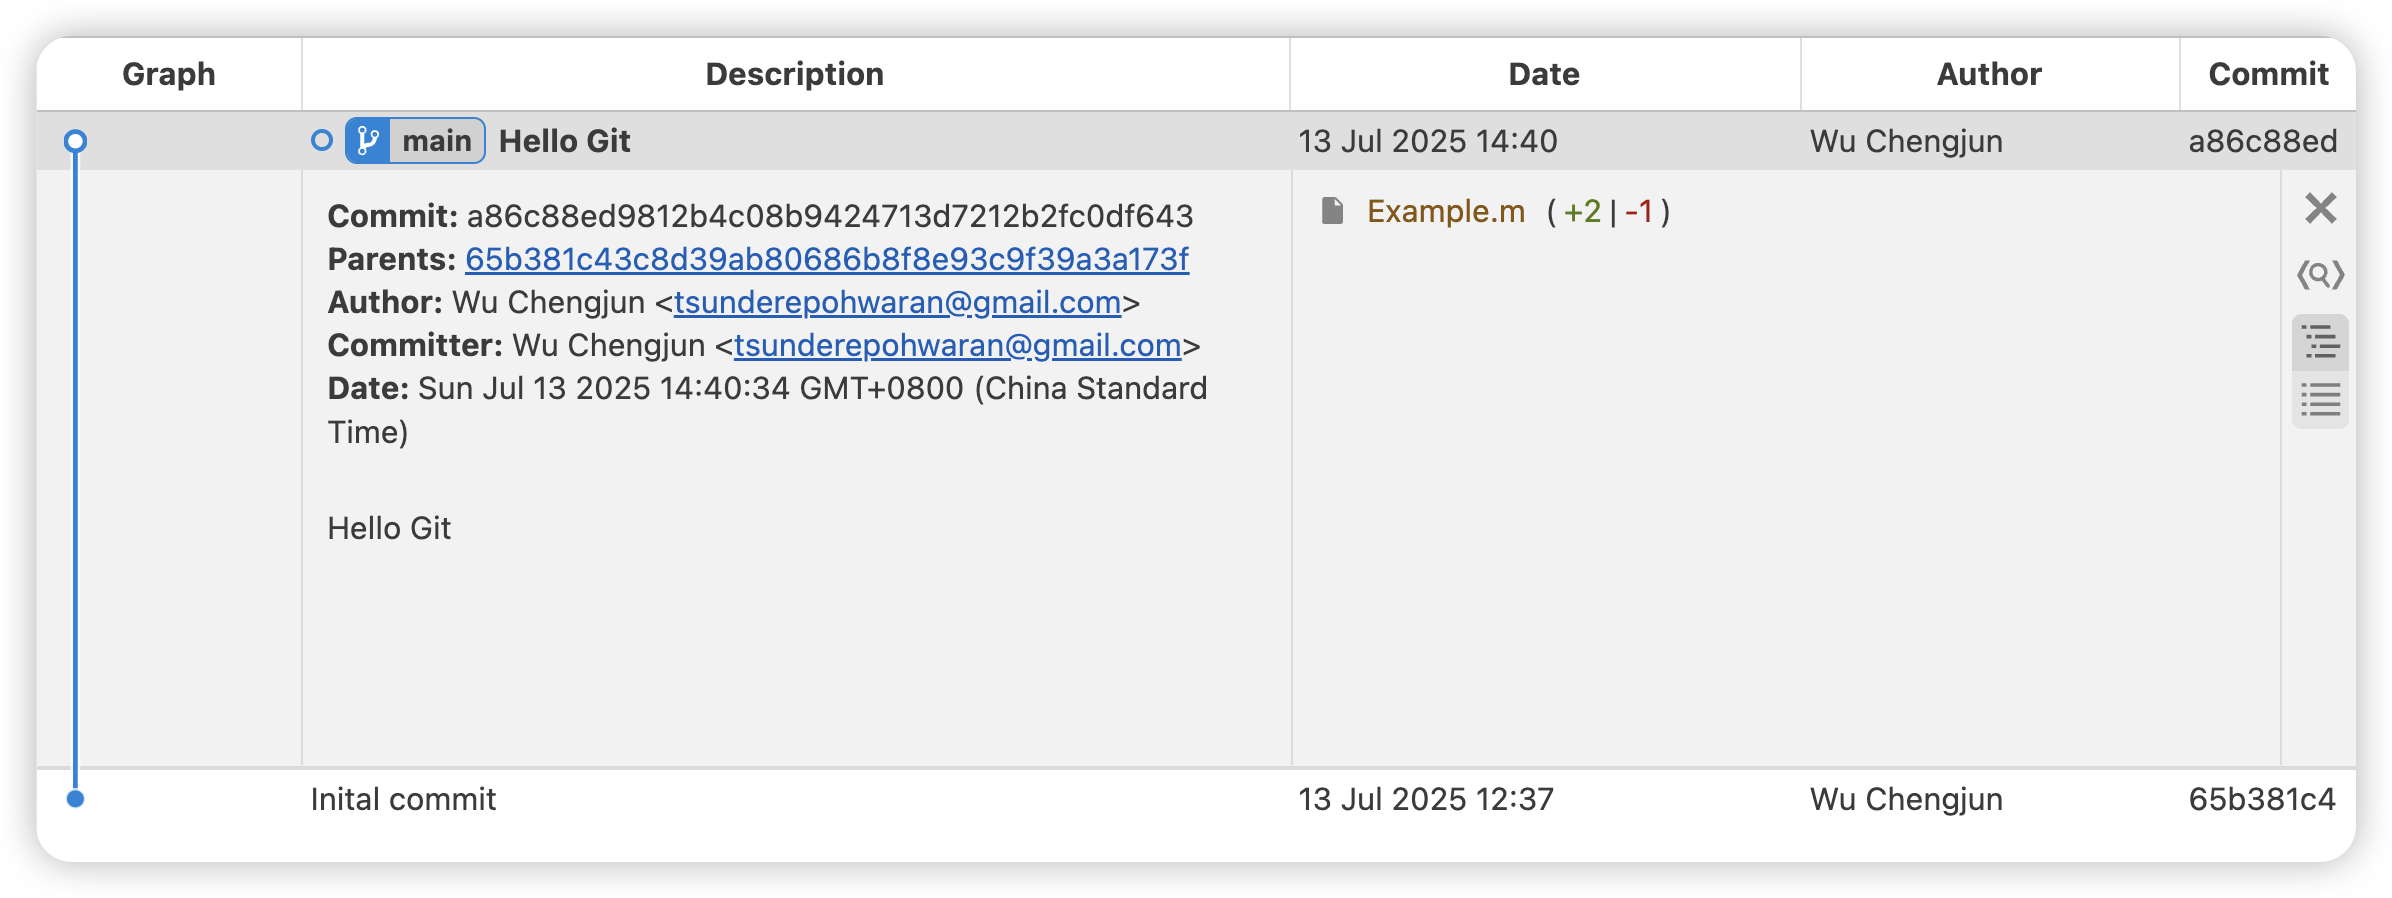 Graph Description Date Author Commit
main Hello Git 13 Jul 2025 14:40 Wu Chengjun a86c88ed
Commit: a86c88ed9812b4c08b9424713d7212b2fc0df643
Parents: 65b381c43c8d39ab80686b8f8e93c9f39a3a173f
Author: Wu Chengjun <tsunderepohwaran@gmail.com>
Committer: Wu Chengjun <tsunderepohwaran@gmail.com>
Date: Sun Jul 13 2025 14:40:34 GMT+0800 (China Standard
Time)
Hello Git
Example.m (+2|-1)
Inital commit 13 Jul 2025 12:37 Wu Chengjun 65b381c4